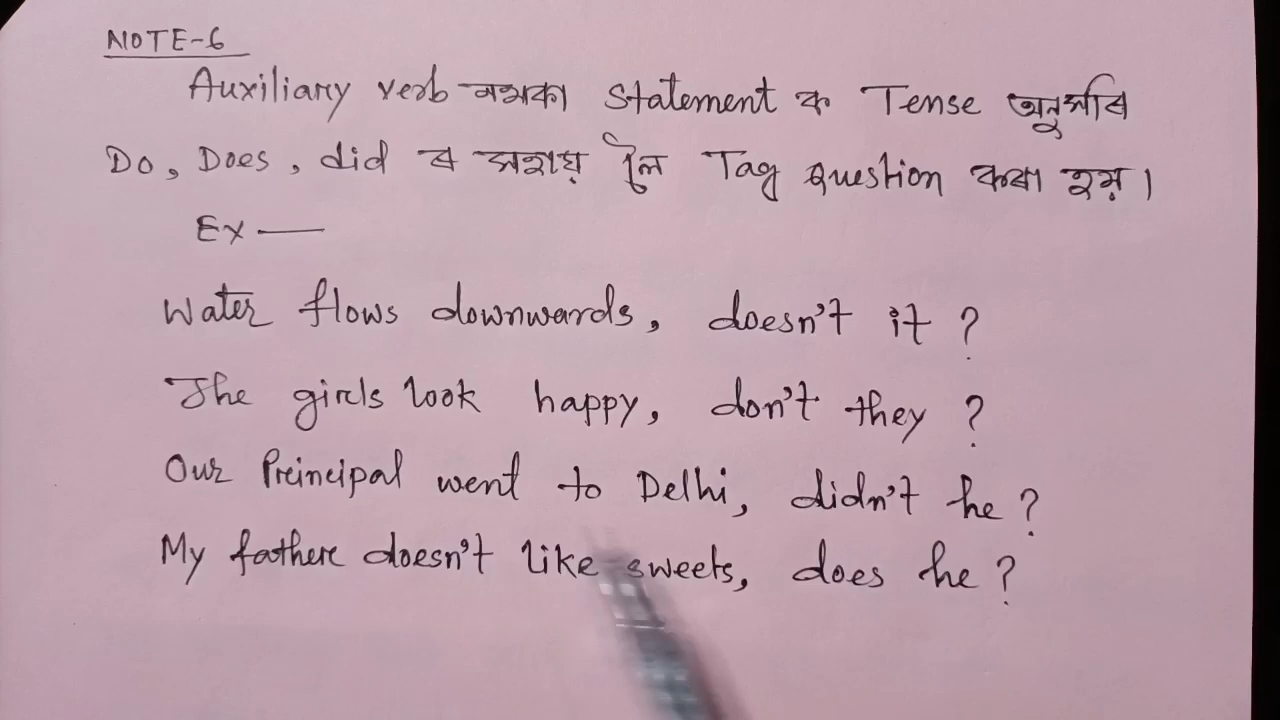 NOTE-6
Auxiliary verb নথকা statement ক Tense অনুসৰি
Do, Does, did ৰ সহায় লৈ Tag Question কৰা হয়।
Ex —
Water flows downwards, doesn't it ?
The girls look happy, don't they ?
Our Principal went to Delhi, didn't he ?
My father doesn't like sweets, does he ?